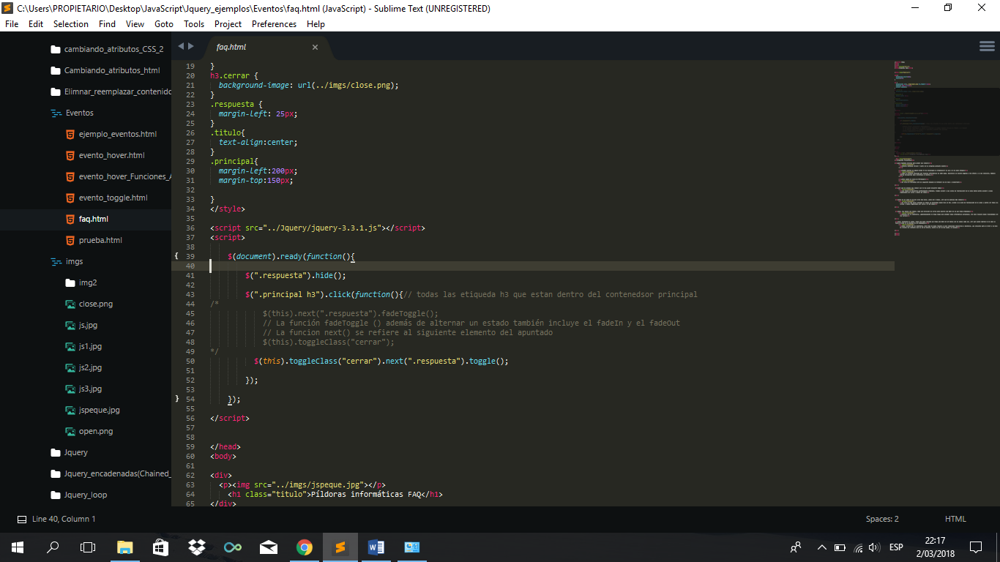 C:\Users\PROPIETARIO\Desktop\JavaScript\Jquery_ejemplos\Eventos\faq.html (JavaScript) - Sublime Text (UNREGISTERED)
File Edit Selection Find View Goto Tools Project Preferences Help
cambiando_atributos_CSS_2
Cambiando_atributos_html
Elimnar_reemplazar_contenido
Eventos
ejemplo_eventos.html
evento_hover.html
evento_hover_Funciones_A
evento_toggle.html
faq.html
prueba.html
imgs
img2
close.png
js.jpg
js1.jpg
js2.jpg
js3.jpg
jspeque.jpg
open.png
Jquery
Jquery_encadenadas(Chained_
Jquery_loop
faq.html
19 }
20 h3.cerrar {
21 background-image: url(../imgs/close.png);
22 }
23 .respuesta {
24 margin-left: 25px;
25 }
26 .titulo{
27 text-align:center;
28 }
29 .principal{
30 margin-left:200px;
31 margin-top:150px;
32
33 }
34 </style>
35
36 <script src="../Jquery/jquery-3.3.1.js"></script>
37 <script>
38
{ 39 $(document).ready(function(){
40
41 $(".respuesta").hide();
42
43 $(".principal h3").click(function(){// todas las etiqueda h3 que estan dentro del contenedsor principal
44 /*
45 $(this).next(".respuesta").fadeToggle();
46 // La función fadeToggle () además de alternar un estado también incluye el fadeIn y el fadeOut
47 // La funcion next() se refiere al siguiente elemento del apuntado
48 $(this).toggleClass("cerrar");
49 */
50 $(this).toggleClass("cerrar").next(".respuesta").toggle();
51
52 });
53
} 54 });
55
56 </script>
57
58
59 </head>
60 <body>
61
62 <div>
63 <p><img src="../imgs/jspeque.jpg"></p>
64 <h1 class="titulo">Píldoras informáticas FAQ</h1>
65 </div>
Line 40, Column 1
Spaces: 2
HTML
ESP
22:17
2/03/2018